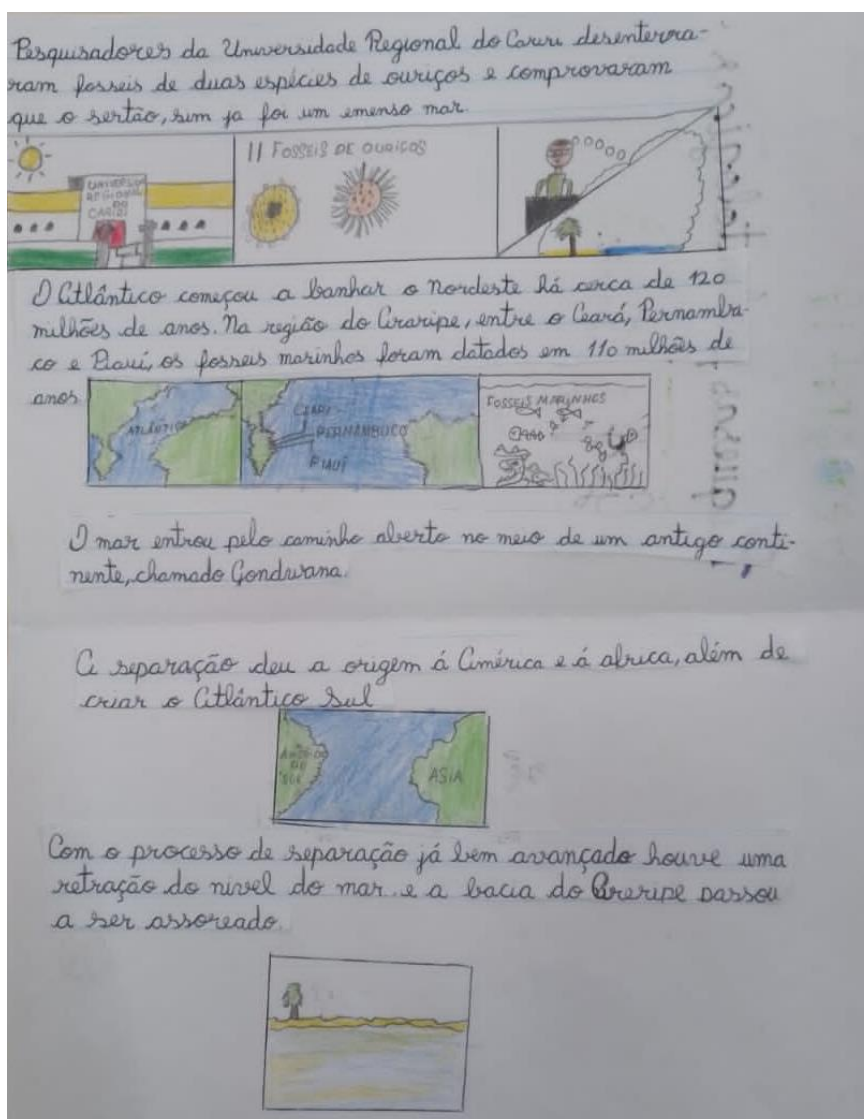 Pesquisadores da Universidade Regional do Cariri desenterra-
ram fosseis de duas espécies de ouriços e comprovaram
que o sertão, sim ja foi um emenso mar.
UNIVERSIDADE
REGIONAL
DO
CARIRI
11 FOSSEIS DE OURIÇOS
O Atlântico começou a banhar o Nordeste há cerca de 120
milhões de anos. Na região do Araripe, entre o Ceará, Pernambu-
co e Piauí, os fosseis marinhos foram datados em 110 milhões de
anos
ATLÂNTICO
CEARÁ
PERNAMBUCO
PIAUÍ
FOSSEIS MARINHOS
O mar entrou pelo caminho aberto no meio de um antigo conti-
nente, chamado Gondwana.
A separação deu a origem á América e á africa, além de
criar o Atlântico Sul
DO
SUL
ASIA
Com o processo de separação já bem avançado houve uma
retração do nivel do mar e a bacia do Areripe passou
a ser assoreado.